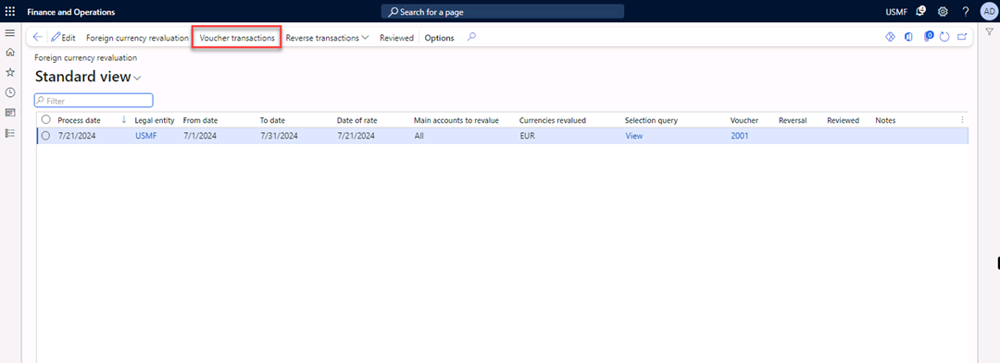 Finance and Operations Search for a page USMF 4 ? AD
Edit Foreign currency revaluation Voucher transactions Reverse transactions Reviewed Options 0
Foreign currency revaluation
Standard view
Filter
Process date Legal entity From date To date Date of rate Main accounts to revalue Currencies revalued Selection query Voucher Reversal Reviewed Notes
7/21/2024 USMF 7/1/2024 7/31/2024 7/21/2024 All EUR View 2001